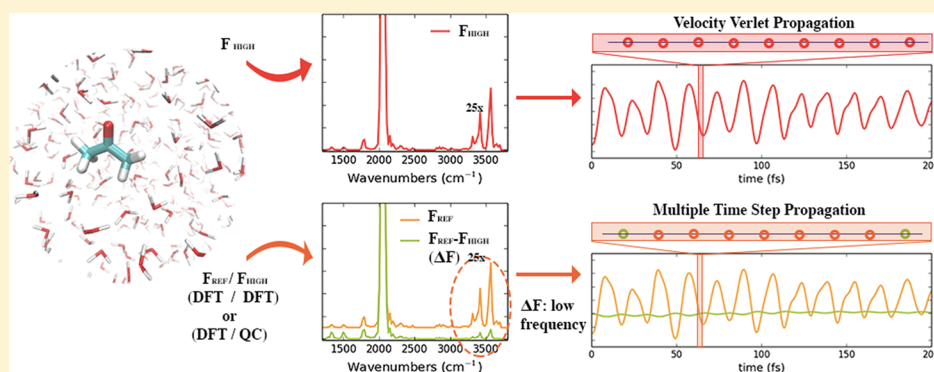 F HIGH
F HIGH
25x
1500 2000 2500 3000 3500
Wavenumbers (cm⁻¹)
Velocity Verlet Propagation
0 50 100 150 200
time (fs)
F REF / F HIGH
(DFT / DFT)
or
(DFT / QC)
F REF
F REF-F HIGH
(ΔF)
25x
1500 2000 2500 3000 3500
Wavenumbers (cm⁻¹)
ΔF: low
frequency
Multiple Time Step Propagation
0 50 100 150 200
time (fs)